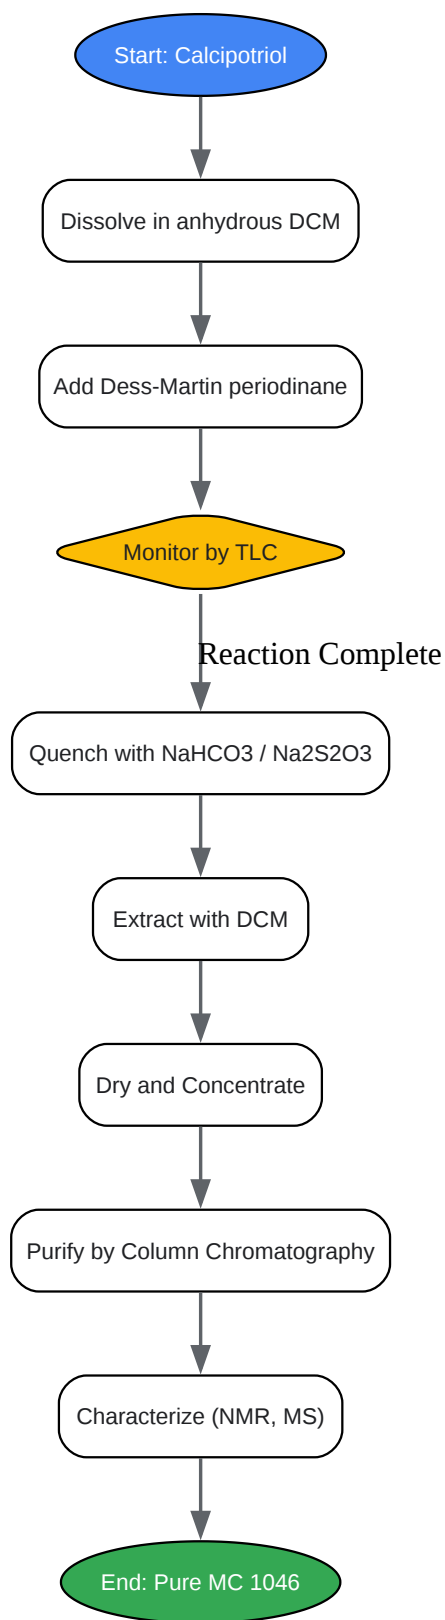 Start: Calcipotriol
Dissolve in anhydrous DCM
Add Dess-Martin periodinane
Monitor by TLC
Reaction Complete
Quench with NaHCO3 / Na2S2O3
Extract with DCM
Dry and Concentrate
Purify by Column Chromatography
Characterize (NMR, MS)
End: Pure MC 1046